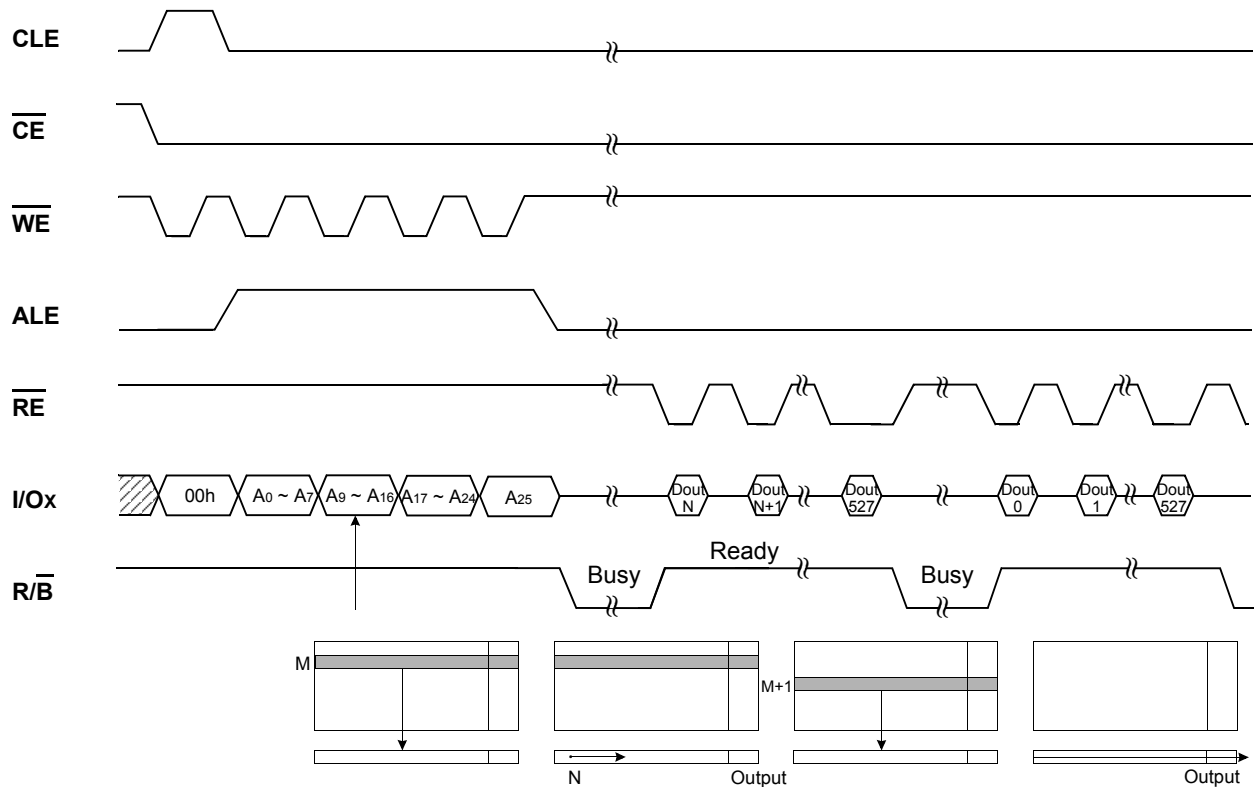 CLE
CE
WE
ALE
RE
I/Ox
00h
A0 ~ A7
A9 ~ A16
A17 ~ A24
A25
Dout
N
Dout
N+1
Dout
527
Dout
0
Dout
1
Dout
527
R/B
Busy
Ready
Busy
M
M+1
N
Output
Output